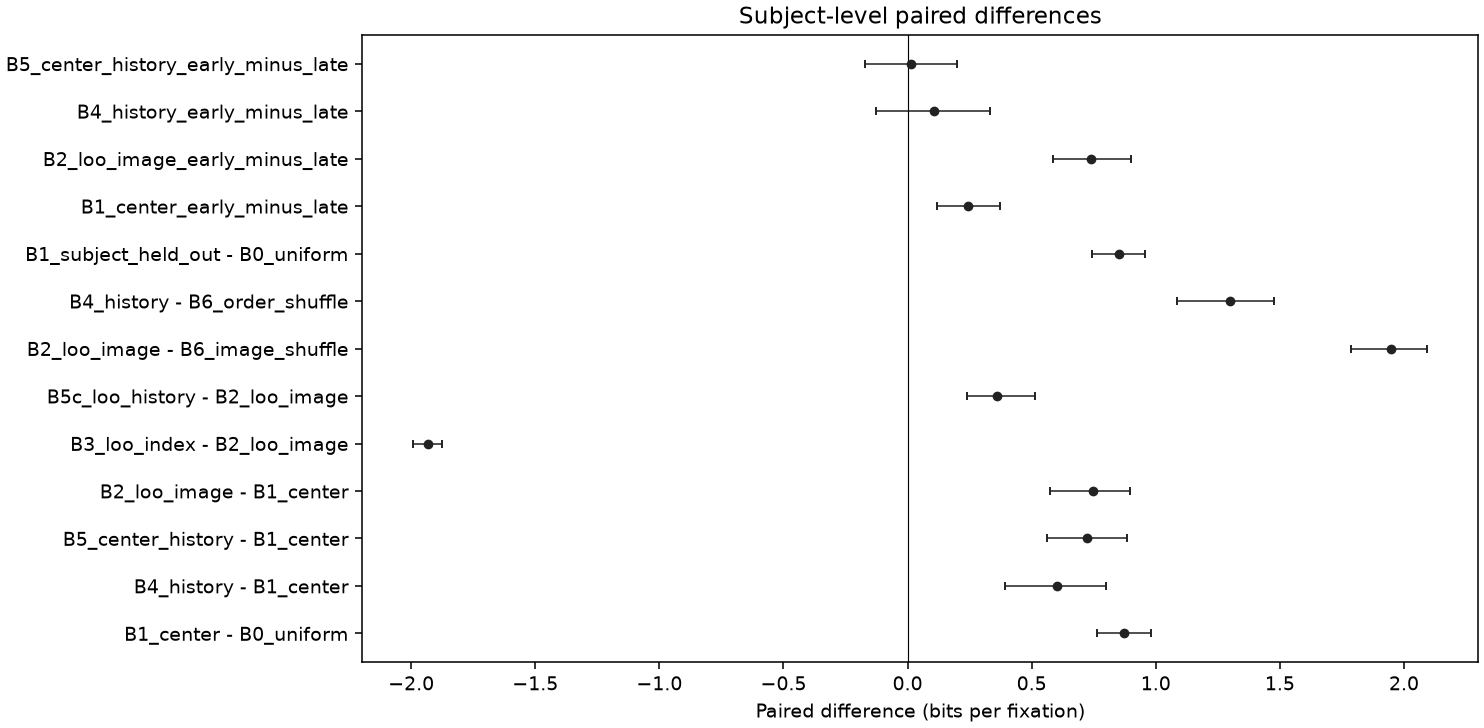 Subject-level paired differences
B5_center_history_early_minus_late
B4_history_early_minus_late
B2_loo_image_early_minus_late
B1_center_early_minus_late
B1_subject_held_out - B0_uniform
B4_history - B6_order_shuffle
B2_loo_image - B6_image_shuffle
B5c_loo_history - B2_loo_image
B3_loo_index - B2_loo_image
B2_loo_image - B1_center
B5_center_history - B1_center
B4_history - B1_center
B1_center - B0_uniform
−2.0 −1.5 −1.0 −0.5 0.0 0.5 1.0 1.5 2.0
Paired difference (bits per fixation)